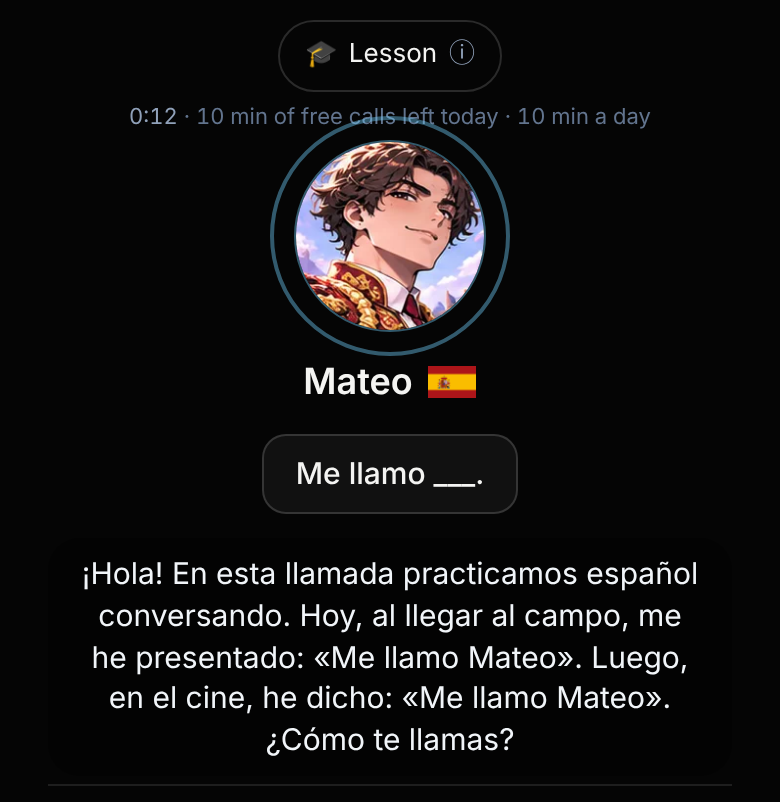 🎓 Lesson ⓘ
0:12 · 10 min of free calls left today · 10 min a day
Mateo 🇪🇸
Me llamo ___.
¡Hola! En esta llamada practicamos español
conversando. Hoy, al llegar al campo, me
he presentado: «Me llamo Mateo». Luego,
en el cine, he dicho: «Me llamo Mateo».
¿Cómo te llamas?